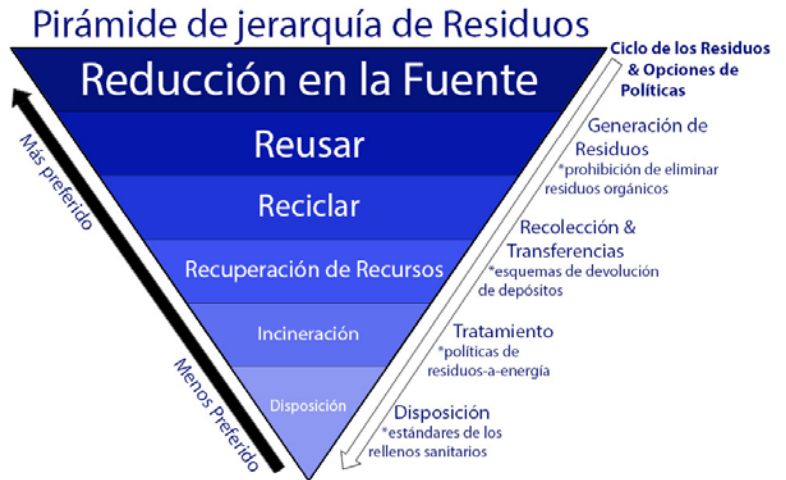 Pirámide de jerarquía de Residuos
Reducción en la Fuente
Reusar
Reciclar
Recuperación de Recursos
Incineración
Disposición
Más preferido
Menos Preferido
Ciclo de los Residuos
& Opciones de
Políticas
Generación de
Residuos
*prohibición de eliminar
residuos orgánicos
Recolección &
Transferencias
*esquemas de devolución
de depósitos
Tratamiento
*políticas de
residuos-a-energía
Disposición
*estándares de los
rellenos sanitarios